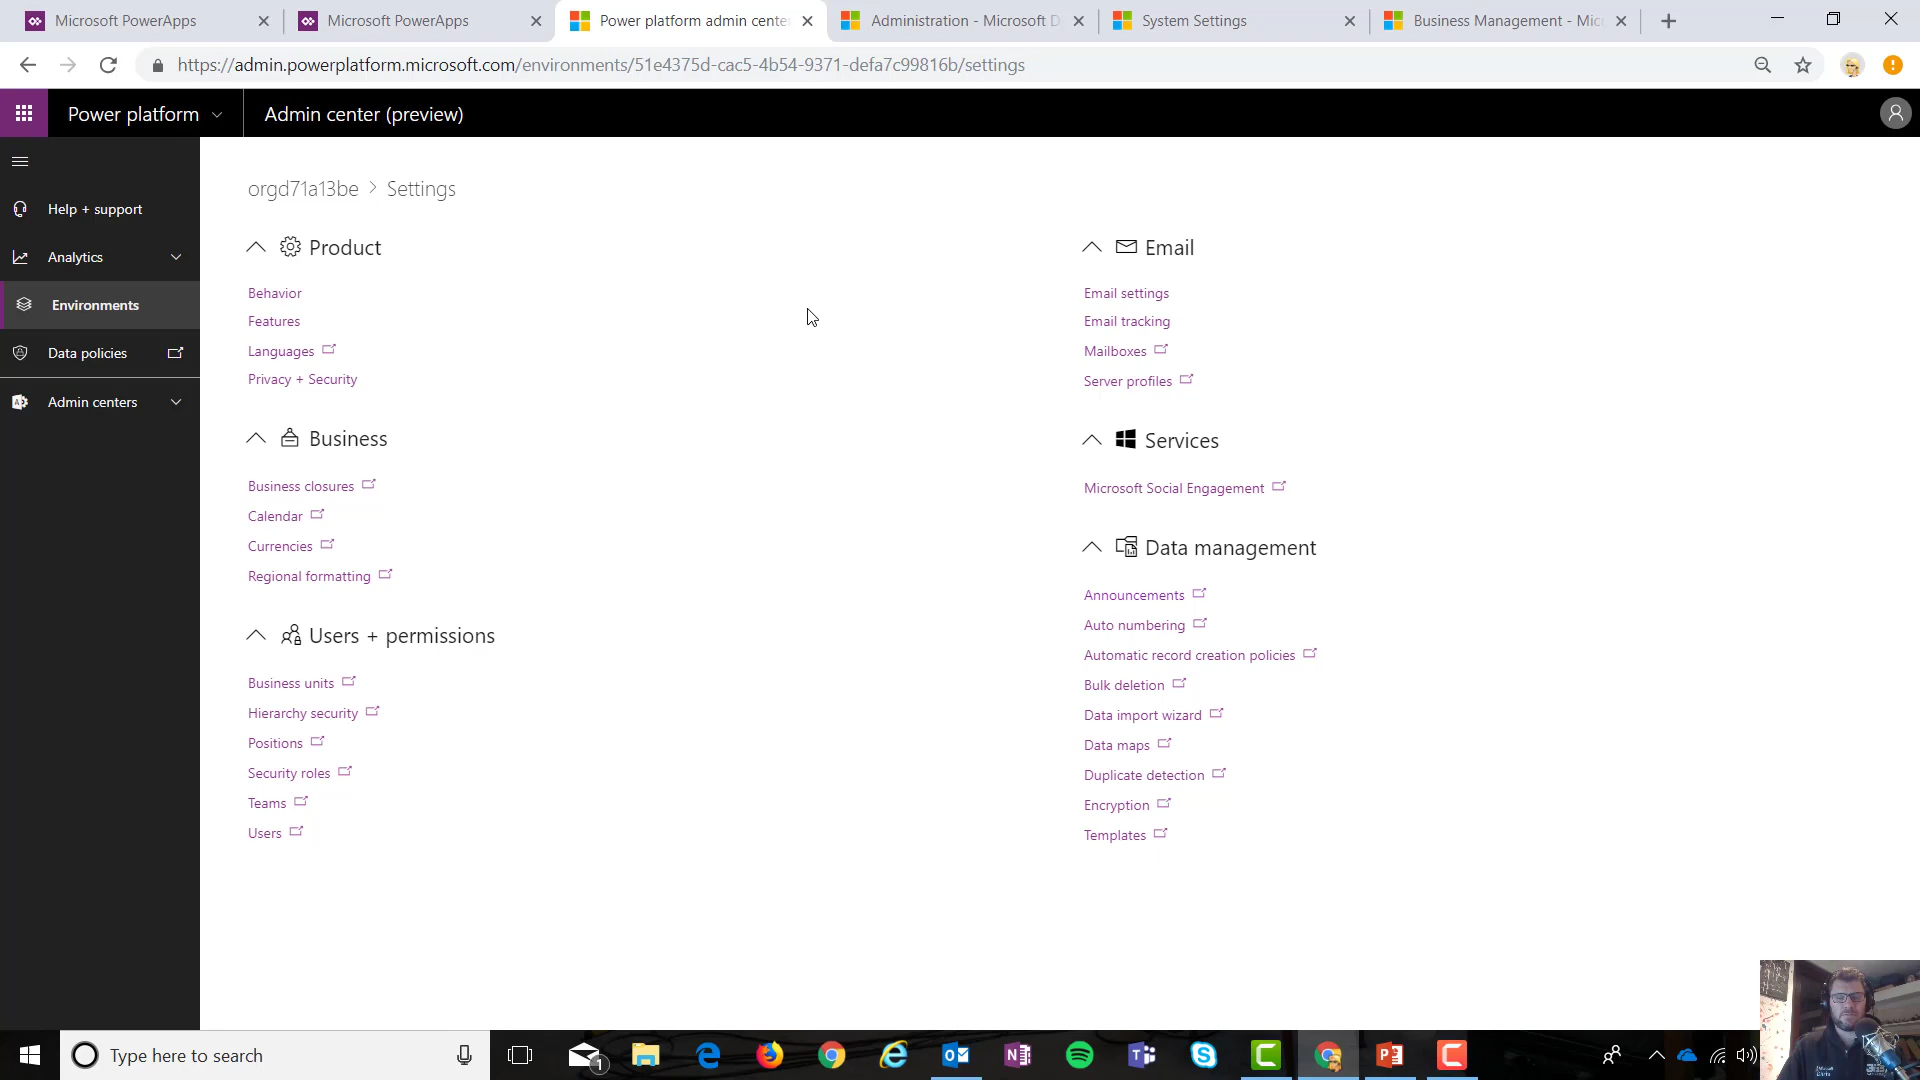 Microsoft PowerApps
Microsoft PowerApps
Power platform admin cente
Administration - Microsoft D
System Settings
Business Management - Mic
https://admin.powerplatform.microsoft.com/environments/51e4375d-cac5-4b54-9371-defa7c99816b/settings
Power platform
Admin center (preview)
Help + support
Analytics
Environments
Data policies
Admin centers
orgd71a13be > Settings
Product
Behavior
Features
Languages
Privacy + Security
Business
Business closures
Calendar
Currencies
Regional formatting
Users + permissions
Business units
Hierarchy security
Positions
Security roles
Teams
Users
Email
Email settings
Email tracking
Mailboxes
Server profiles
Services
Microsoft Social Engagement
Data management
Announcements
Auto numbering
Automatic record creation policies
Bulk deletion
Data import wizard
Data maps
Duplicate detection
Encryption
Templates
Type here to search
1